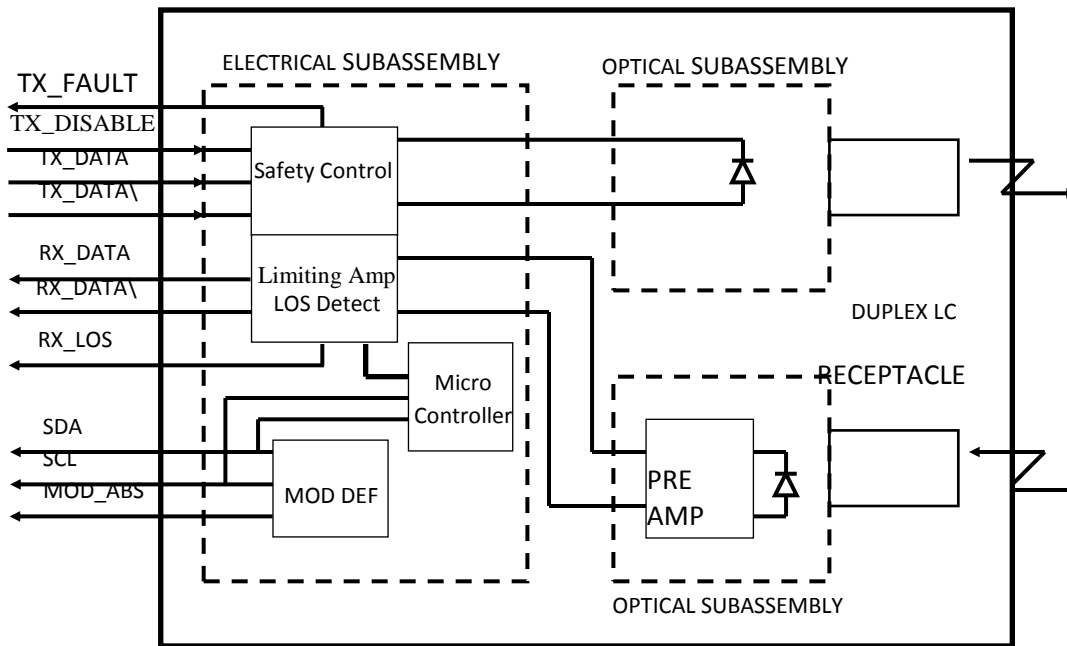 ELECTRICAL SUBASSEMBLY
OPTICAL SUBASSEMBLY
TX_FAULT
TX_DISABLE
TX_DATA
TX_DATA\
Safety Control
RX_DATA
RX_DATA\
Limiting Amp
LOS Detect
RX_LOS
DUPLEX LC
RECEPTACLE
Micro
Controller
SDA
SCL
MOD_ABS
MOD DEF
PRE
AMP
OPTICAL SUBASSEMBLY